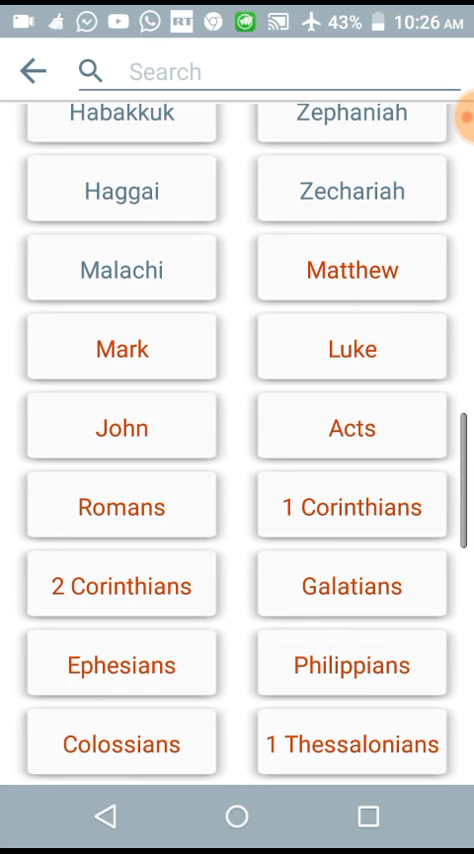 RT 43% 10:26 AM
Search
Habakkuk Zephaniah
Haggai Zechariah
Malachi Matthew
Mark Luke
John Acts
Romans 1 Corinthians
2 Corinthians Galatians
Ephesians Philippians
Colossians 1 Thessalonians